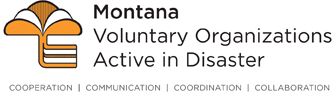 Montana
Voluntary Organizations
Active in Disaster
COOPERATION | COMMUNICATION | COORDINATION | COLLABORATION